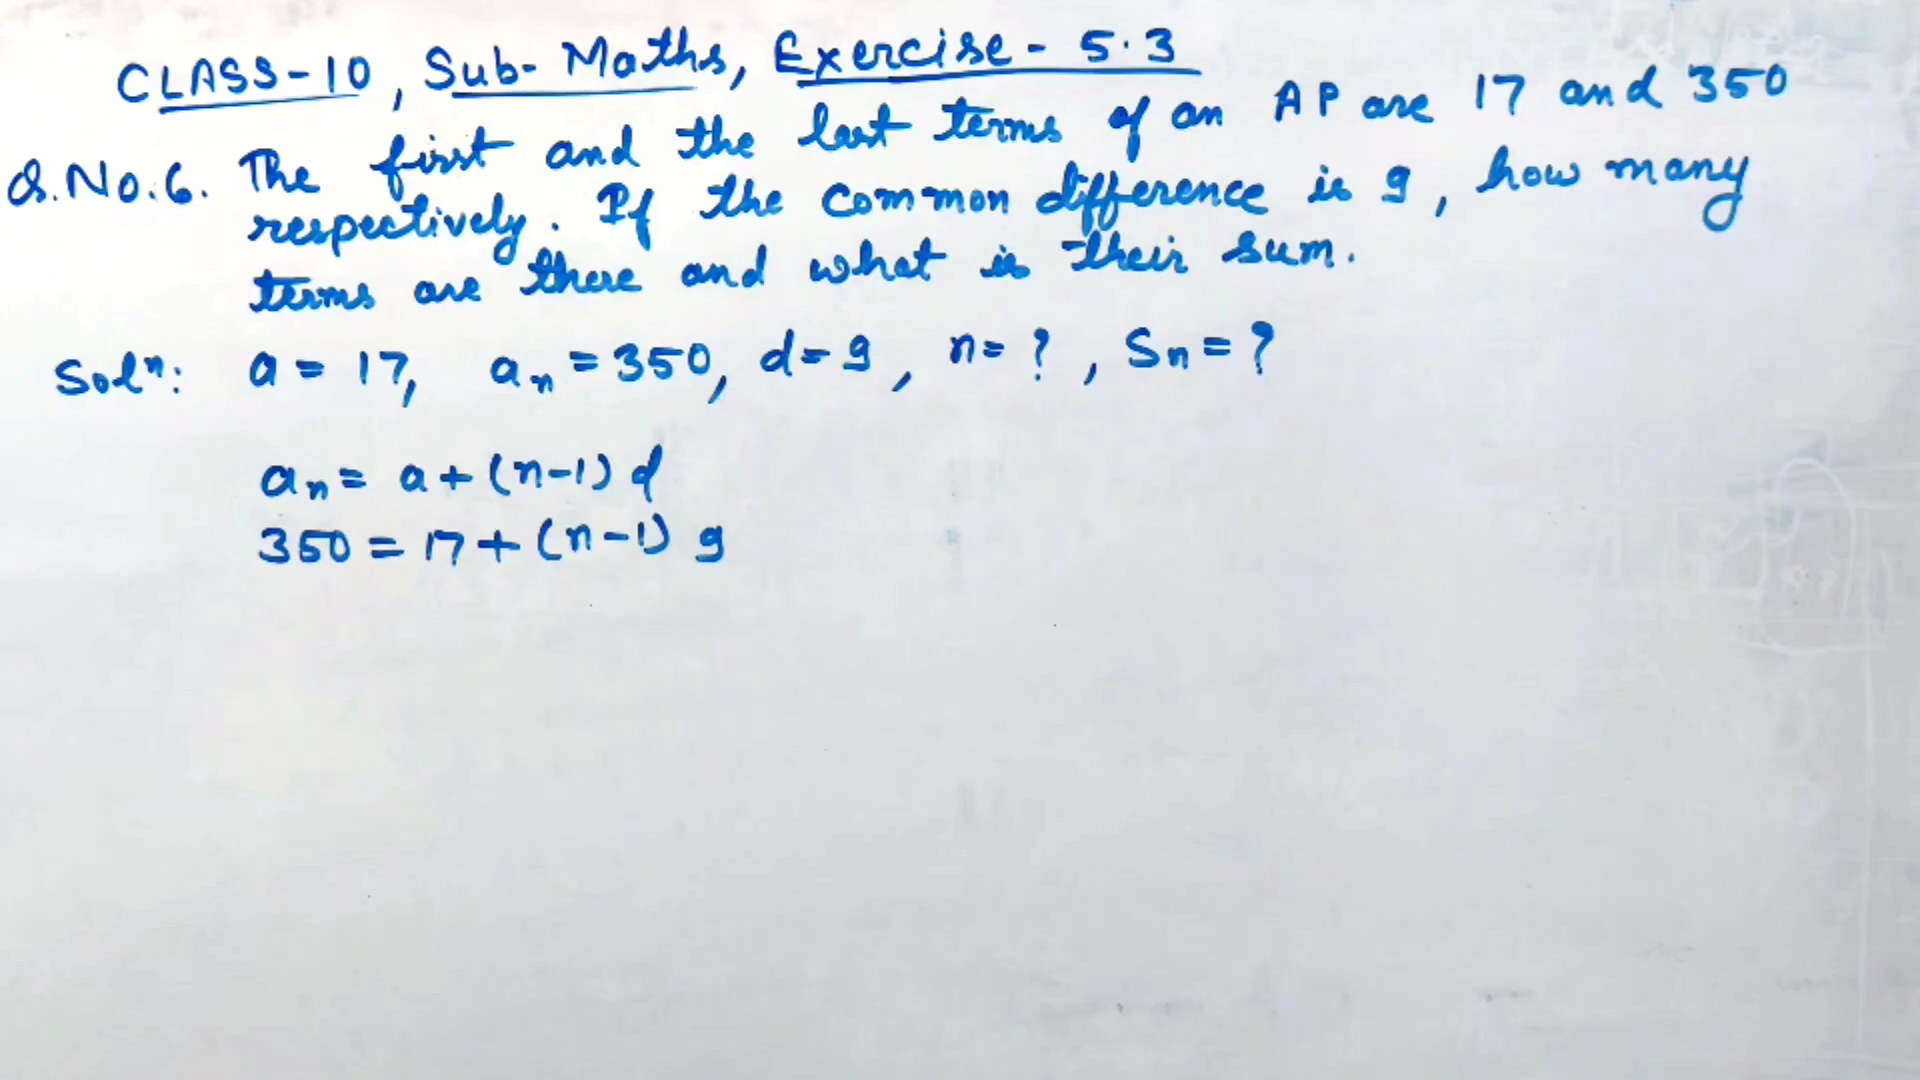 CLASS-10, Sub- Maths, Exercise - 5.3
Q.No.6. The first and the last terms of an AP are 17 and 350
respectively. If the common difference is 9, how many
terms are there and what is their sum.
Solⁿ: a = 17, aₙ = 350, d = 9, n = ?, Sₙ = ?
aₙ = a + (n-1) d
350 = 17 + (n-1) 9